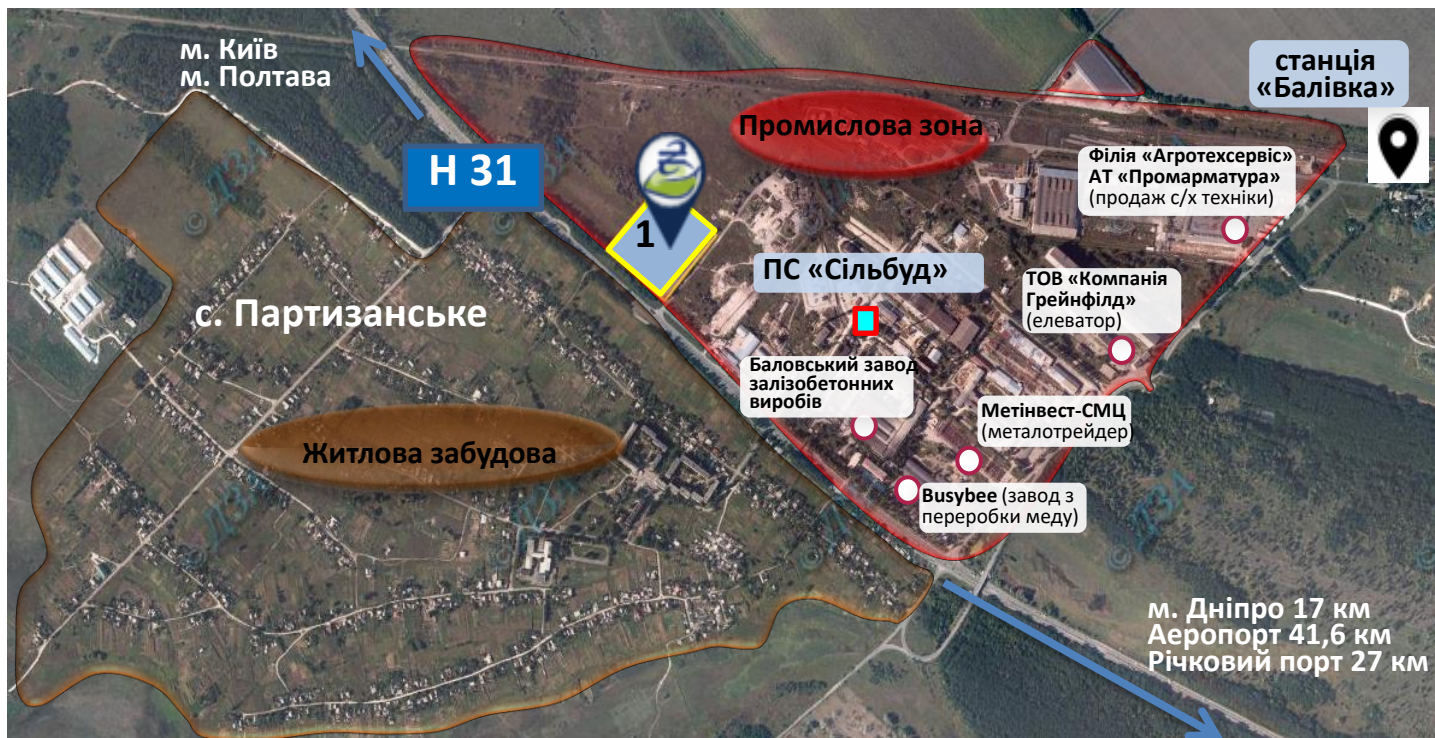 м. Київ
м. Полтава
станція
«Балівка»
Промислова зона
Філія «Агротехсервіс»
АТ «Промарматура»
(продаж с/х техніки)
Н 31
1
ПС «Сільбуд»
ТОВ «Компанія
Грейнфілд»
(елеватор)
с. Партизанське
Баловський завод
залізобетонних
виробів
Метінвест-СМЦ
(металотрейдер)
Житлова забудова
Busybee (завод з
переробки меду)
м. Дніпро 17 км
Аеропорт 41,6 км
Річковий порт 27 км